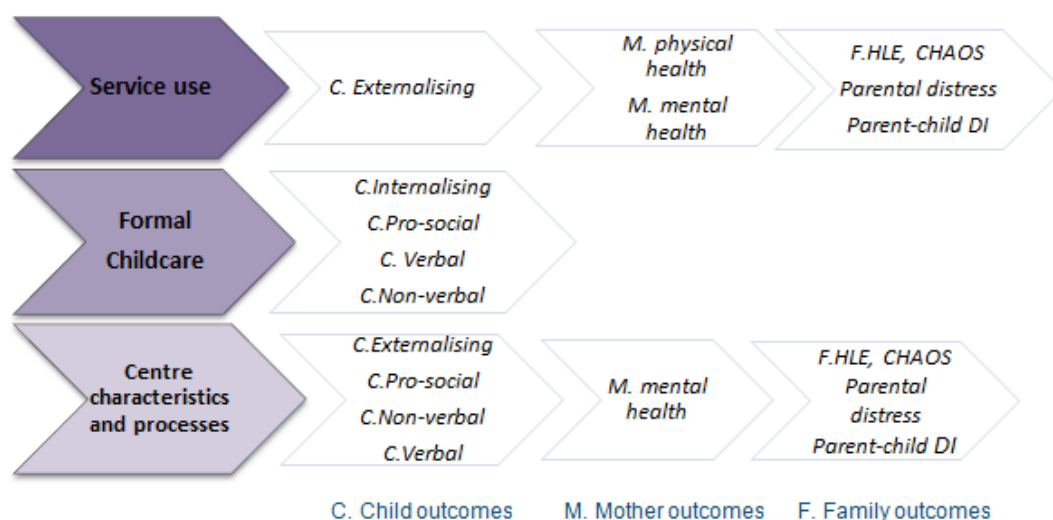 Service use
C. Externalising
M. physical
health
M. mental
health
F.HLE, CHAOS
Parental distress
Parent-child DI
Formal
Childcare
C.Internalising
C.Pro-social
C. Verbal
C.Non-verbal
Centre
characteristics
and processes
C.Externalising
C.Pro-social
C.Non-verbal
C.Verbal
M. mental
health
F.HLE, CHAOS
Parental
distress
Parent-child DI
C. Child outcomes
M. Mother outcomes
F. Family outcomes